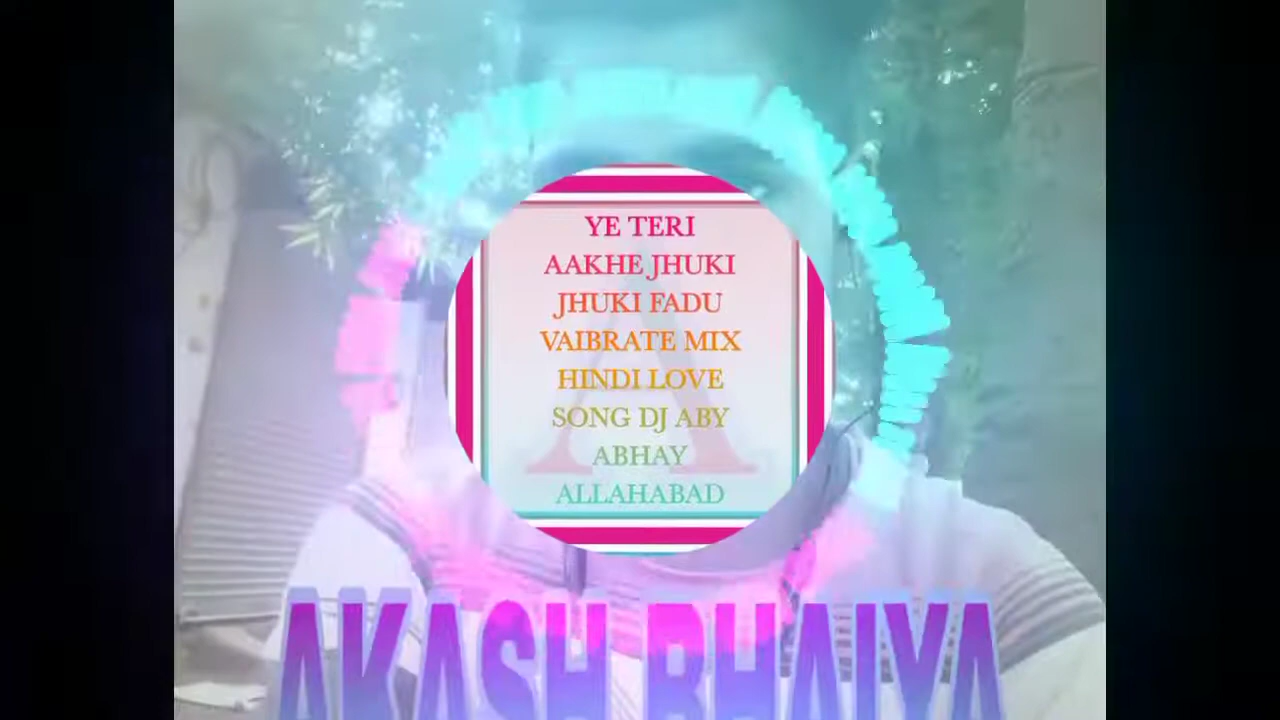 YE TERI
AAKHE JHUKI
JHUKI FADU
VAIBRATE MIX
HINDI LOVE
SONG DJ ABY
ABHAY
ALLAHABAD
AKASH BHAIYA